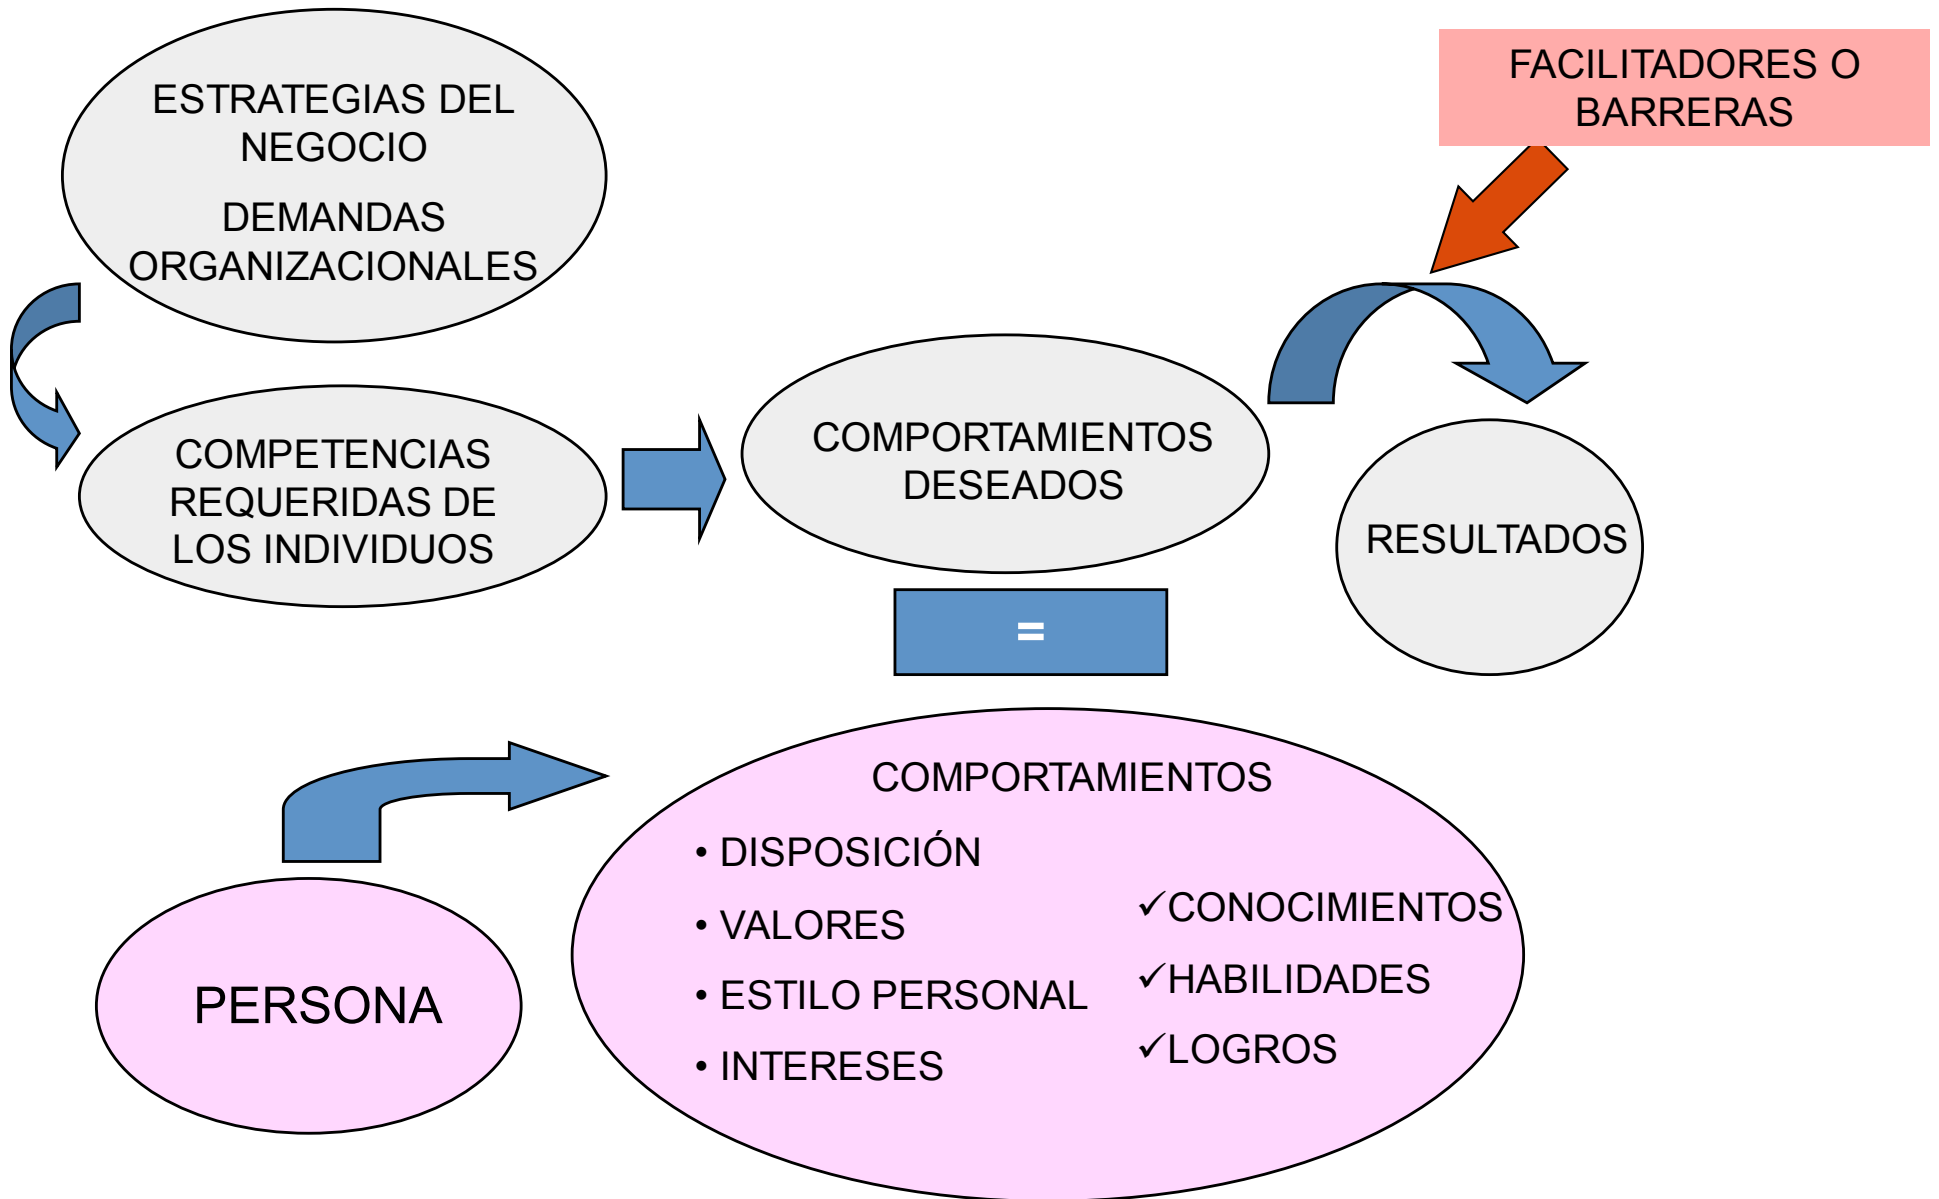 ESTRATEGIAS DEL
NEGOCIO
DEMANDAS
ORGANIZACIONALES
FACILITADORES O
BARRERAS
COMPETENCIAS
REQUERIDAS DE
LOS INDIVIDUOS
COMPORTAMIENTOS
DESEADOS
RESULTADOS
=
PERSONA
COMPORTAMIENTOS
• DISPOSICIÓN
• VALORES
• ESTILO PERSONAL
• INTERESES
✓CONOCIMIENTOS
✓HABILIDADES
✓LOGROS